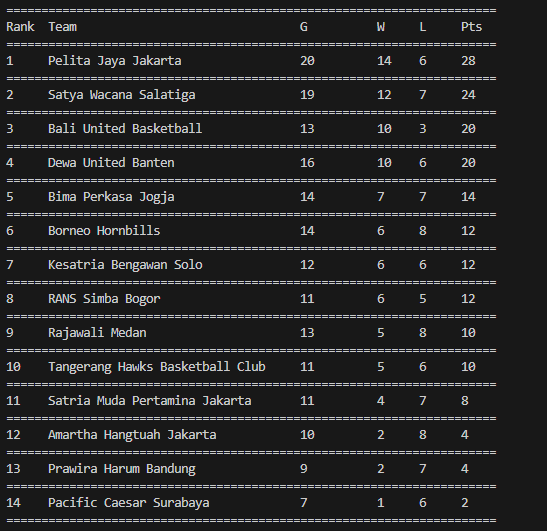 ======================================================================
Rank  Team                            G          W     L     Pts
======================================================================
1     Pelita Jaya Jakarta             20         14    6     28
======================================================================
2     Satya Wacana Salatiga           19         12    7     24
======================================================================
3     Bali United Basketball          13         10    3     20
======================================================================
4     Dewa United Banten              16         10    6     20
======================================================================
5     Bima Perkasa Jogja              14         7     7     14
======================================================================
6     Borneo Hornbills                14         6     8     12
======================================================================
7     Kesatria Bengawan Solo          12         6     6     12
======================================================================
8     RANS Simba Bogor                11         6     5     12
======================================================================
9     Rajawali Medan                  13         5     8     10
======================================================================
10    Tangerang Hawks Basketball Club     11         5     6     10
======================================================================
11    Satria Muda Pertamina Jakarta   11         4     7     8
======================================================================
12    Amartha Hangtuah Jakarta        10         2     8     4
======================================================================
13    Prawira Harum Bandung           9          2     7     4
======================================================================
14    Pacific Caesar Surabaya         7          1     6     2
======================================================================